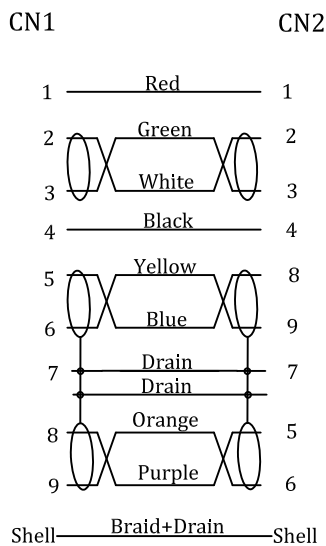 CN1 CN2
1 Red 1
2 Green 2
3 White 3
4 Black 4
5 Yellow 8
6 Blue 9
7 Drain 7
Drain
8 Orange 5
9 Purple 6
Shell Braid+Drain Shell